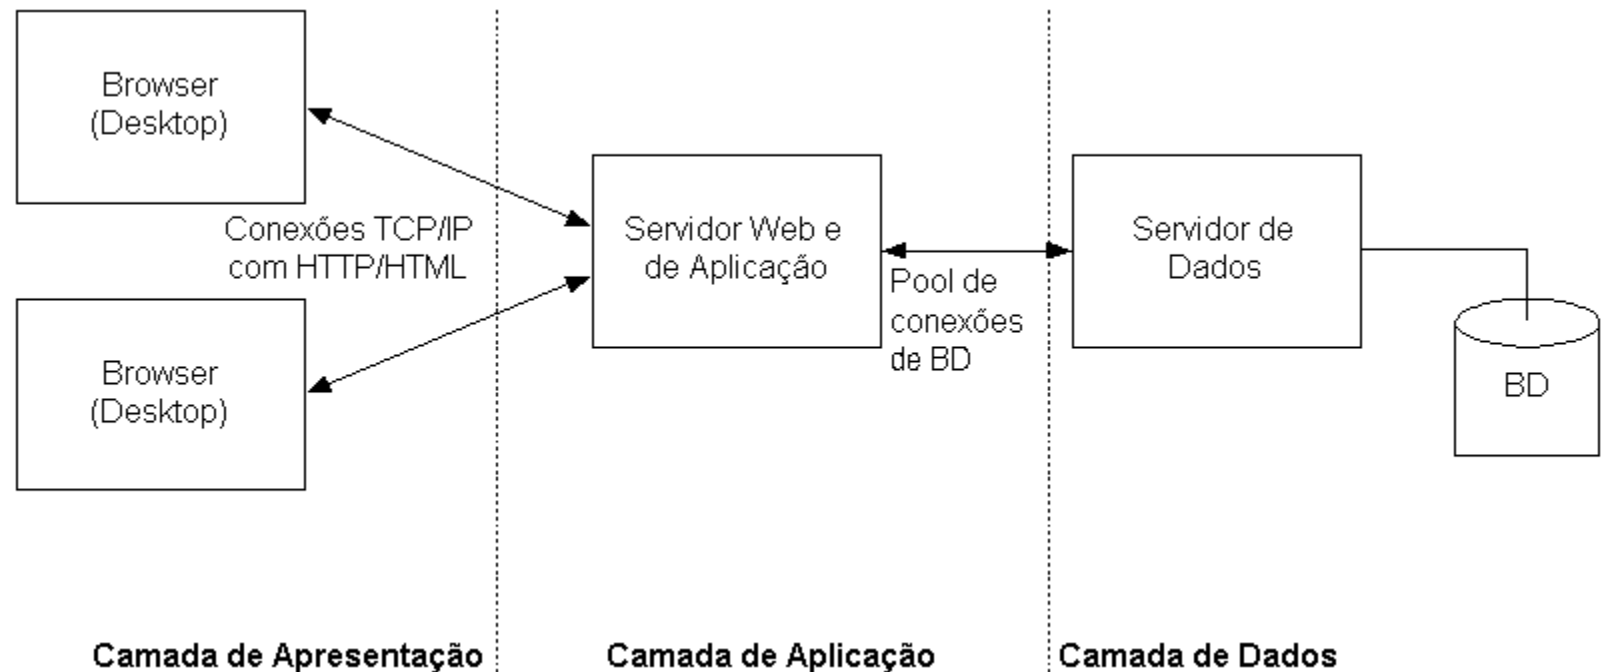 Browser
(Desktop)
Conexões TCP/IP
com HTTP/HTML
Browser
(Desktop)
Servidor Web e
de Aplicação
Pool de
conexões
de BD
Servidor de
Dados
BD
Camada de Apresentação
Camada de Aplicação
Camada de Dados